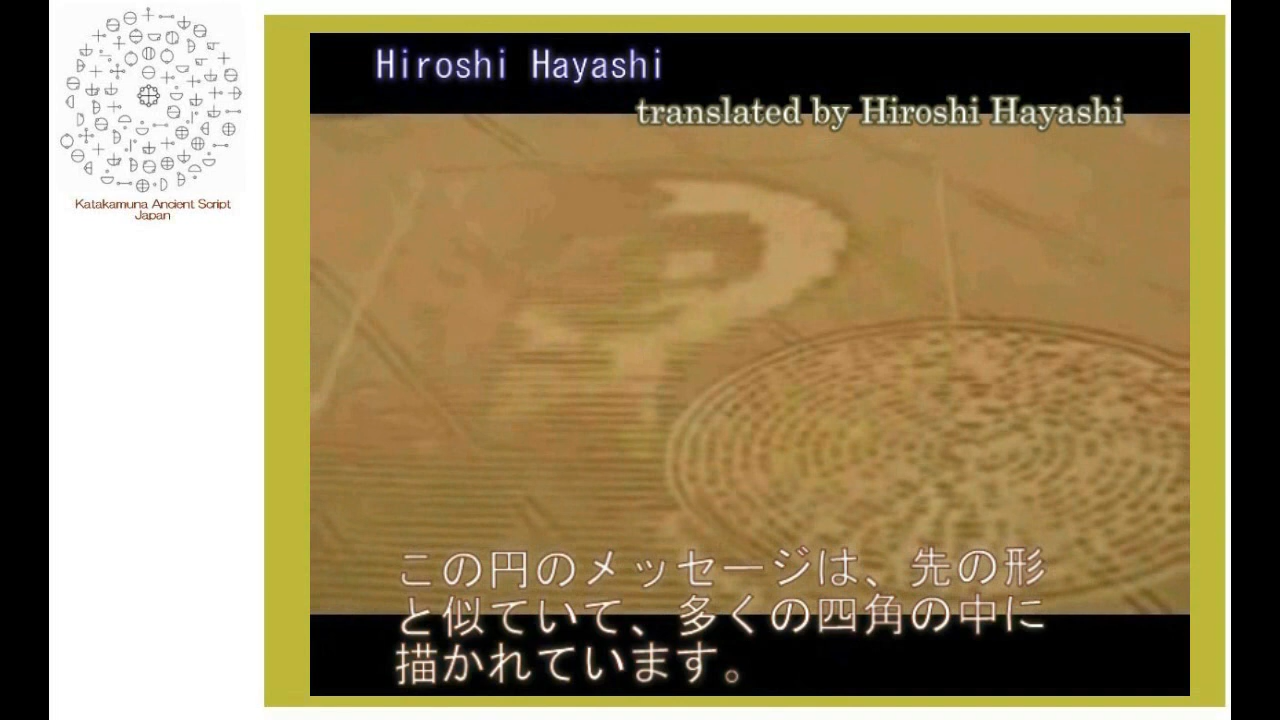 Katakamuna Ancient Script
Japan
Hiroshi Hayashi
translated by Hiroshi Hayashi
この円のメッセージは、先の形
と似ていて、多くの四角の中に
描かれています。